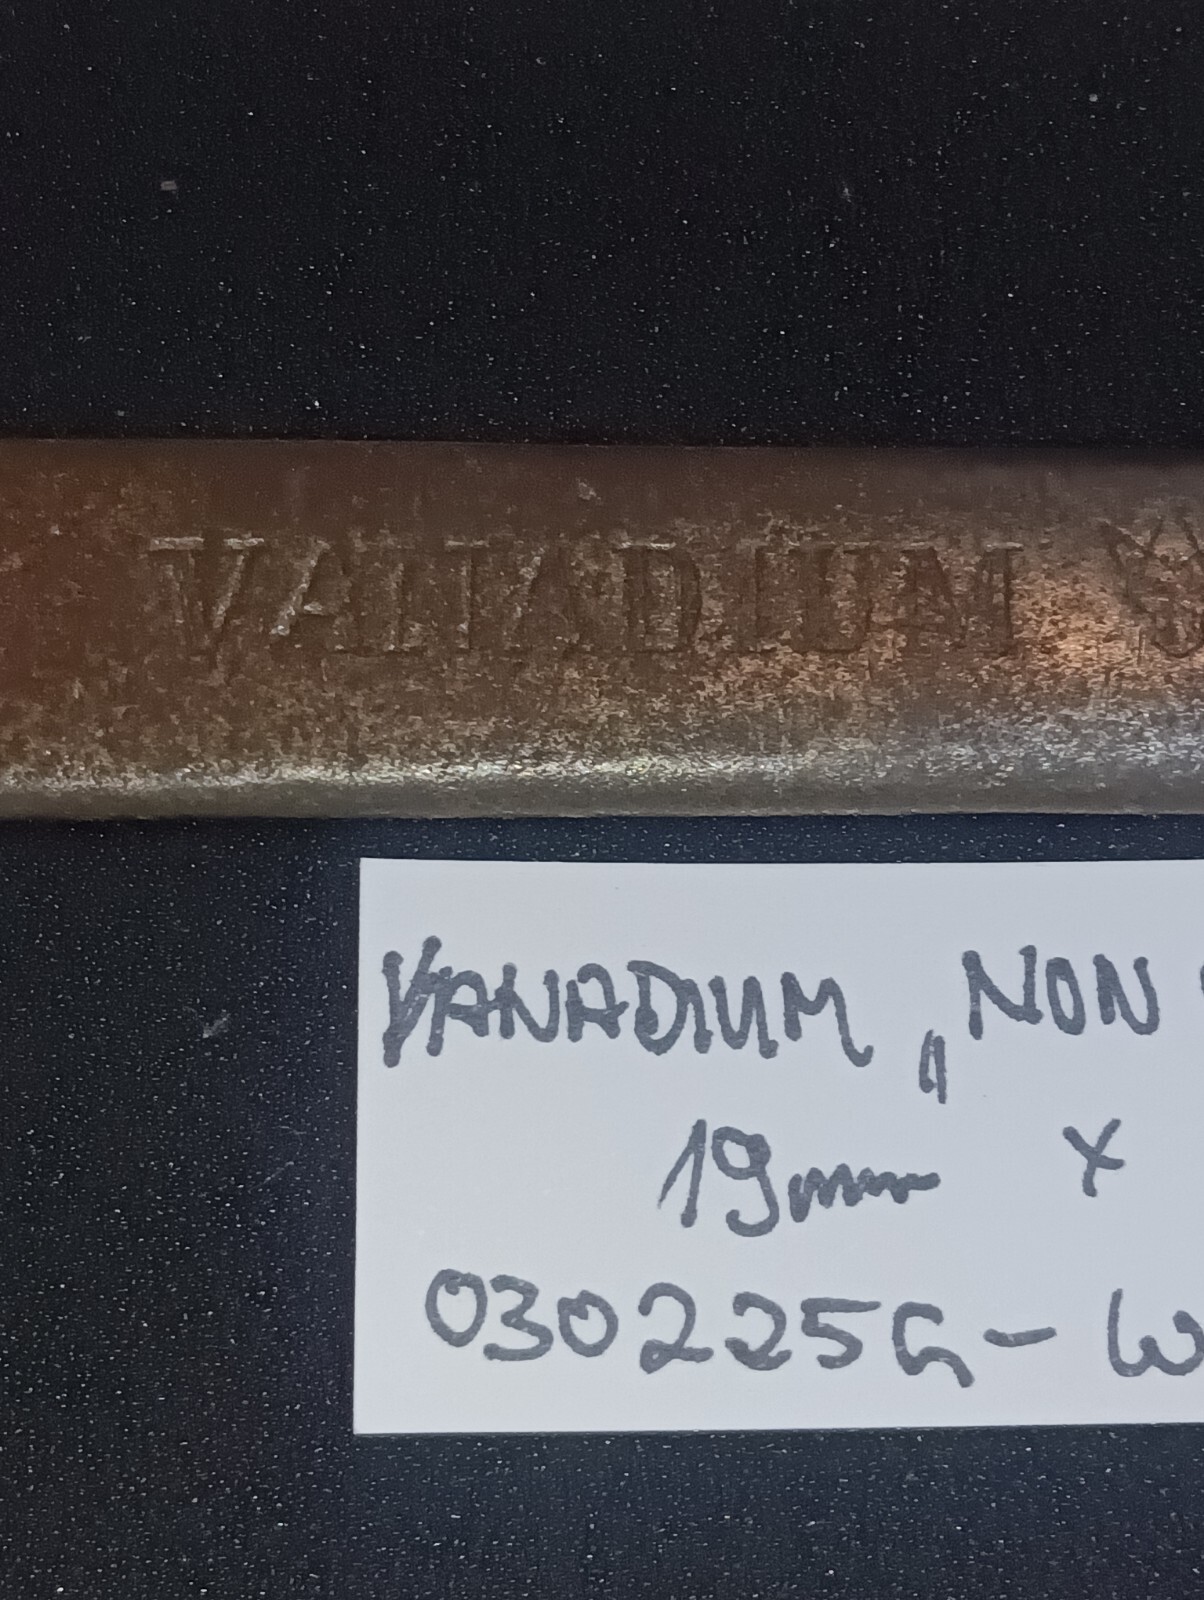 VANADIUM
VANADIUM „NON
19mm x
030225G - W